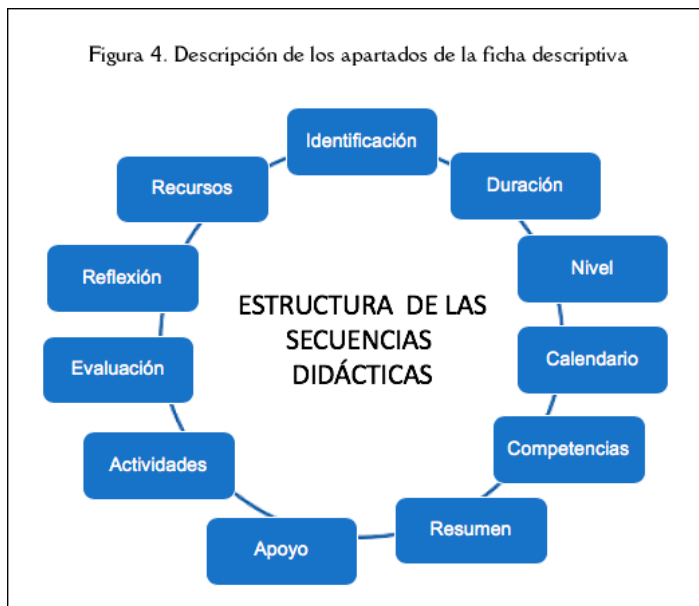 Figura 4. Descripción de los apartados de la ficha descriptiva
Identificación
Duración
Nivel
Calendario
Competencias
Resumen
Apoyo
Actividades
Evaluación
Reflexión
Recursos
ESTRUCTURA DE LAS
SECUENCIAS
DIDÁCTICAS